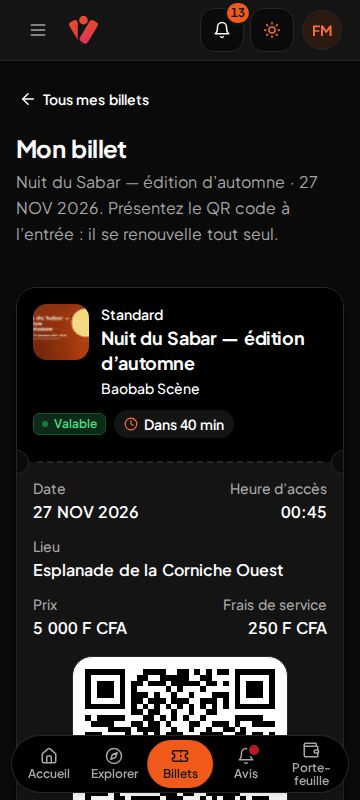 13
FM
Tous mes billets
Mon billet
Nuit du Sabar — édition d’automne · 27
NOV 2026. Présentez le QR code à
l’entrée : il se renouvelle tout seul.
Standard
Nuit du Sabar — édition
d’automne
Baobab Scène
Valable
Dans 40 min
Date
Heure d’accès
27 NOV 2026
00:45
Lieu
Esplanade de la Corniche Ouest
Prix
Frais de service
5 000 F CFA
250 F CFA
Accueil
Explorer
Billets
Avis
Porte-
feuille